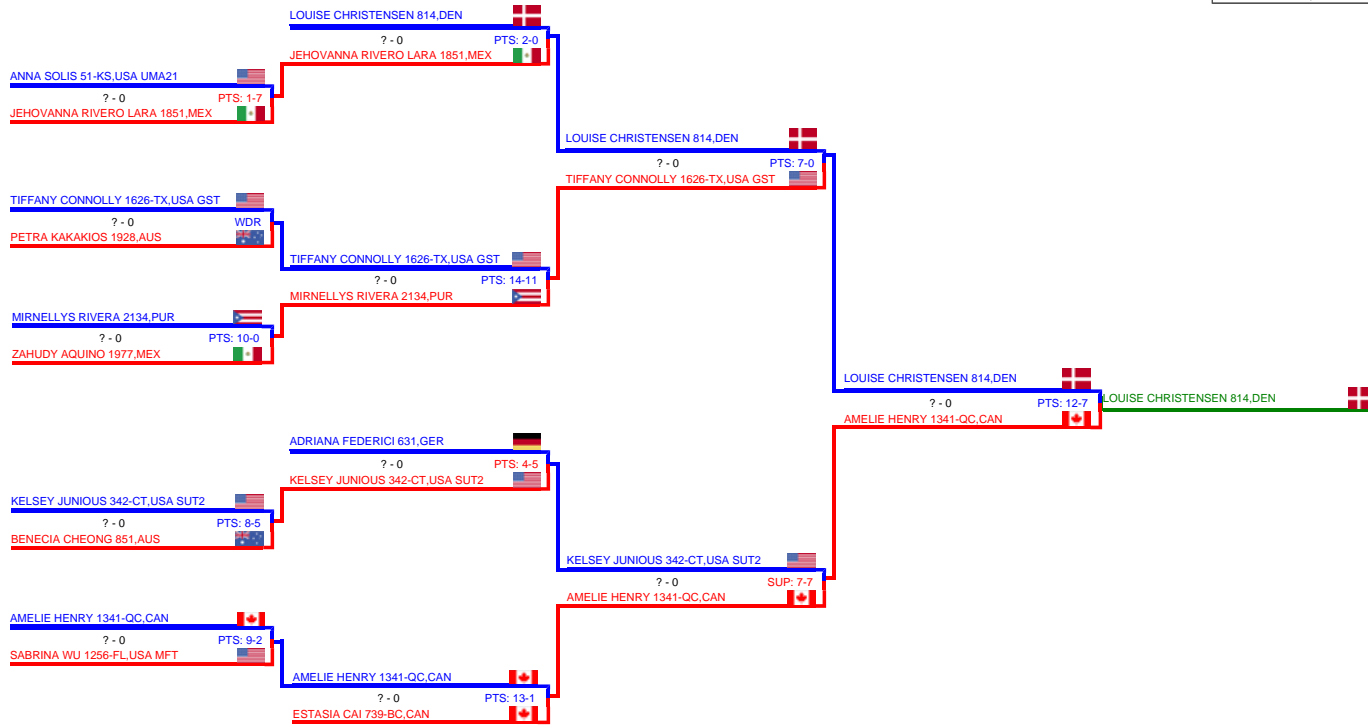 LOUISE CHRISTENSEN 814,DEN
? - 0
PTS: 2-0
JEHOVANNA RIVERO LARA 1851,MEX
ANNA SOLIS 51-KS,USA UMA21
? - 0
PTS: 1-7
JEHOVANNA RIVERO LARA 1851,MEX
LOUISE CHRISTENSEN 814,DEN
? - 0
PTS: 7-0
TIFFANY CONNOLLY 1626-TX,USA GST
TIFFANY CONNOLLY 1626-TX,USA GST
? - 0
WDR
PETRA KAKAKIOS 1928,AUS
TIFFANY CONNOLLY 1626-TX,USA GST
? - 0
PTS: 14-11
MIRNELLYS RIVERA 2134,PUR
MIRNELLYS RIVERA 2134,PUR
? - 0
PTS: 10-0
ZAHUDY AQUINO 1977,MEX
LOUISE CHRISTENSEN 814,DEN
? - 0
PTS: 12-7
AMELIE HENRY 1341-QC,CAN
LOUISE CHRISTENSEN 814,DEN
ADRIANA FEDERICI 631,GER
? - 0
PTS: 4-5
KELSEY JUNIOUS 342-CT,USA SUT2
KELSEY JUNIOUS 342-CT,USA SUT2
? - 0
PTS: 8-5
BENECIA CHEONG 851,AUS
KELSEY JUNIOUS 342-CT,USA SUT2
? - 0
SUP: 7-7
AMELIE HENRY 1341-QC,CAN
AMELIE HENRY 1341-QC,CAN
? - 0
PTS: 9-2
SABRINA WU 1256-FL,USA MFT
AMELIE HENRY 1341-QC,CAN
? - 0
PTS: 13-1
ESTASIA CAI 739-BC,CAN